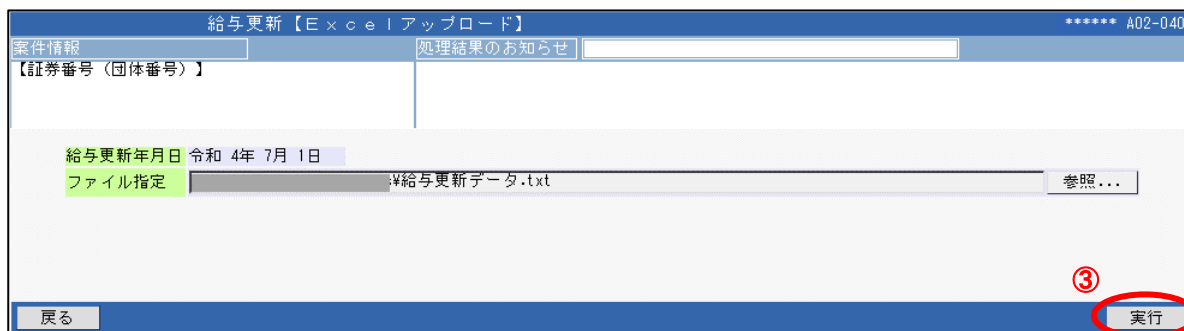 給与更新【Ｅｘｃｅｌアップロード】 ****** A02-040
案件情報 処理結果のお知らせ
【証券番号（団体番号）】
給与更新年月日 令和 4年 7月 1日
ファイル指定 ¥給与更新データ.txt 参照...
③
戻る 実行